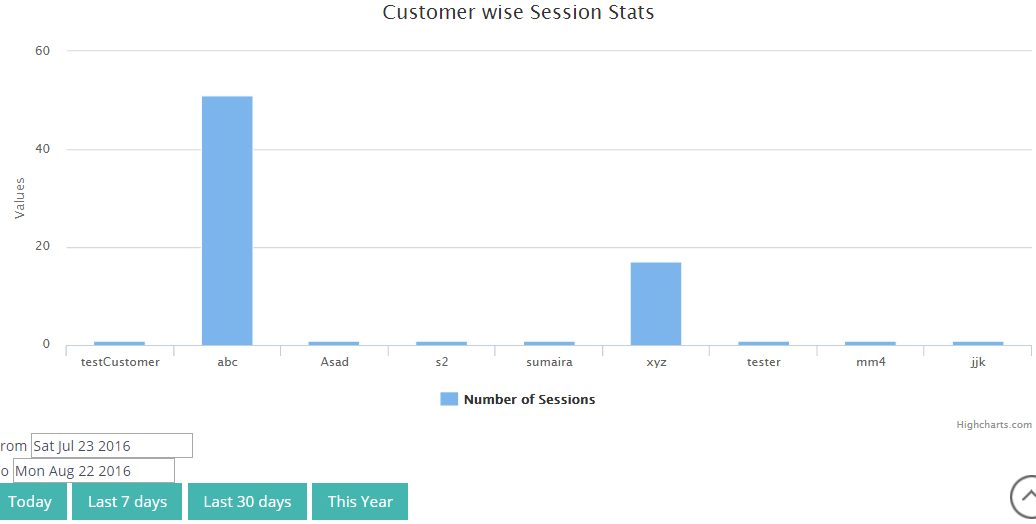 Customer wise Session Stats
60
40
20
0
Values
testCustomer abc Asad s2 sumaira xyz tester mm4 jjk
Number of Sessions
Highcharts.com
rom Sat Jul 23 2016
o Mon Aug 22 2016
Today Last 7 days Last 30 days This Year